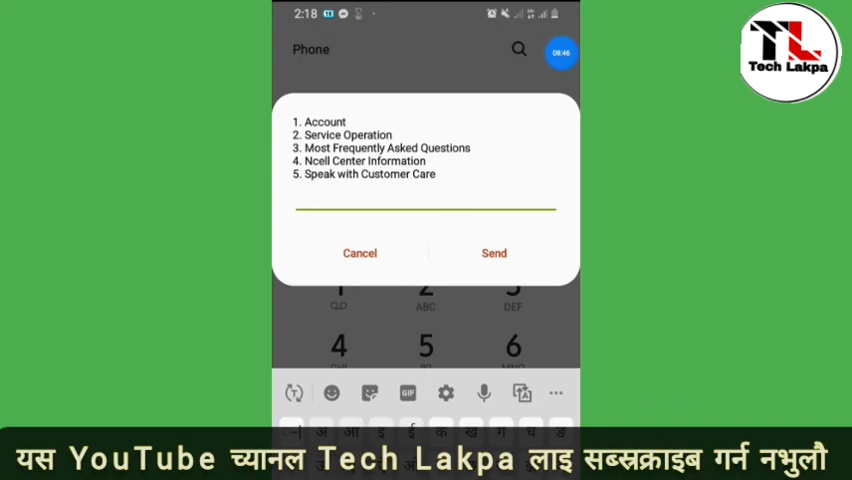 2:18
Phone
08:46
TL
Tech Lakpa
1. Account
2. Service Operation
3. Most Frequently Asked Questions
4. Ncell Center Information
5. Speak with Customer Care
Cancel
Send
ABC
DEF
4
5
6
GIF
अ आ इ ई क ख ग घ ङ
यस YouTube च्यानल Tech Lakpa लाइ सब्स्क्राइब गर्न नभुलौ